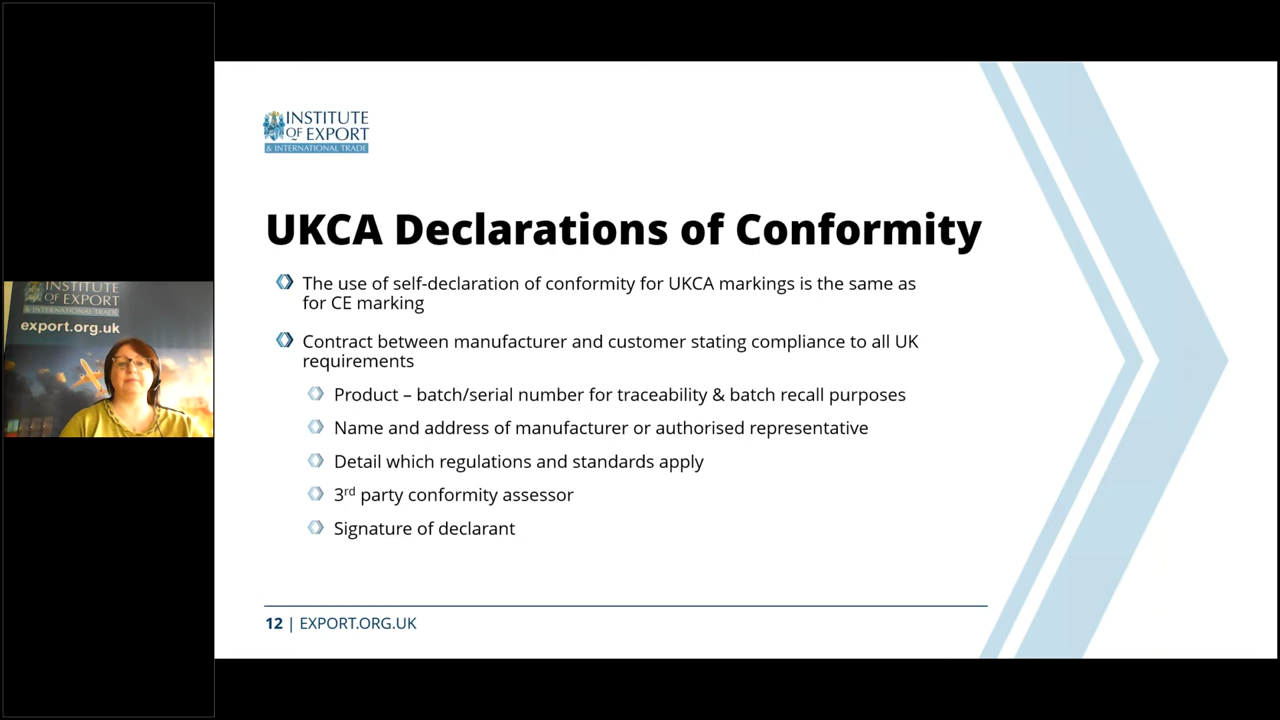 INSTITUTE
OF EXPORT
& INTERNATIONAL TRADE
UKCA Declarations of Conformity
The use of self-declaration of conformity for UKCA markings is the same as
for CE marking
Contract between manufacturer and customer stating compliance to all UK
requirements
Product – batch/serial number for traceability & batch recall purposes
Name and address of manufacturer or authorised representative
Detail which regulations and standards apply
3rd party conformity assessor
Signature of declarant
12 | EXPORT.ORG.UK
INSTITUTE
OF EXPORT
& INTERNATIONAL TRADE
export.org.uk